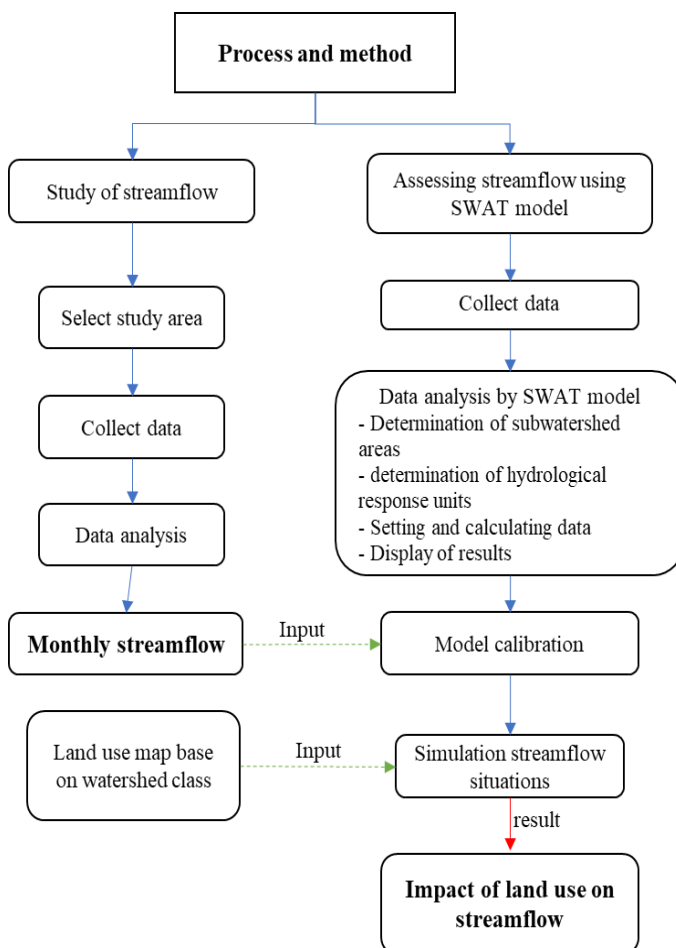 Process and method
Study of streamflow
Assessing streamflow using
SWAT model
Select study area
Collect data
Collect data
Data analysis by SWAT model
- Determination of subwatershed
areas
- determination of hydrological
response units
- Setting and calculating data
- Display of results
Data analysis
Monthly streamflow
Input
Model calibration
Land use map base
on watershed class
Input
Simulation streamflow
situations
result
Impact of land use on
streamflow